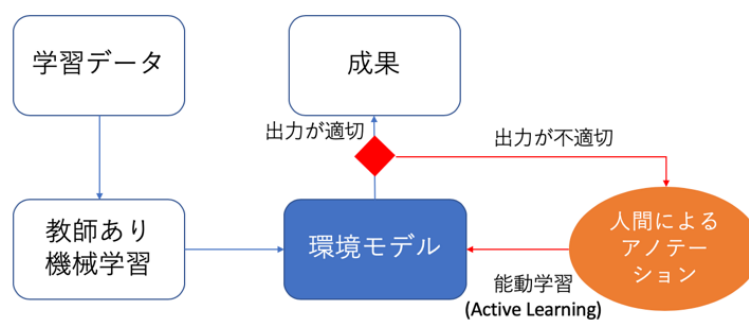 学習データ
成果
出力が適切
出力が不適切
教師あり
機械学習
環境モデル
人間による
アノテー
ション
能動学習
(Active Learning)